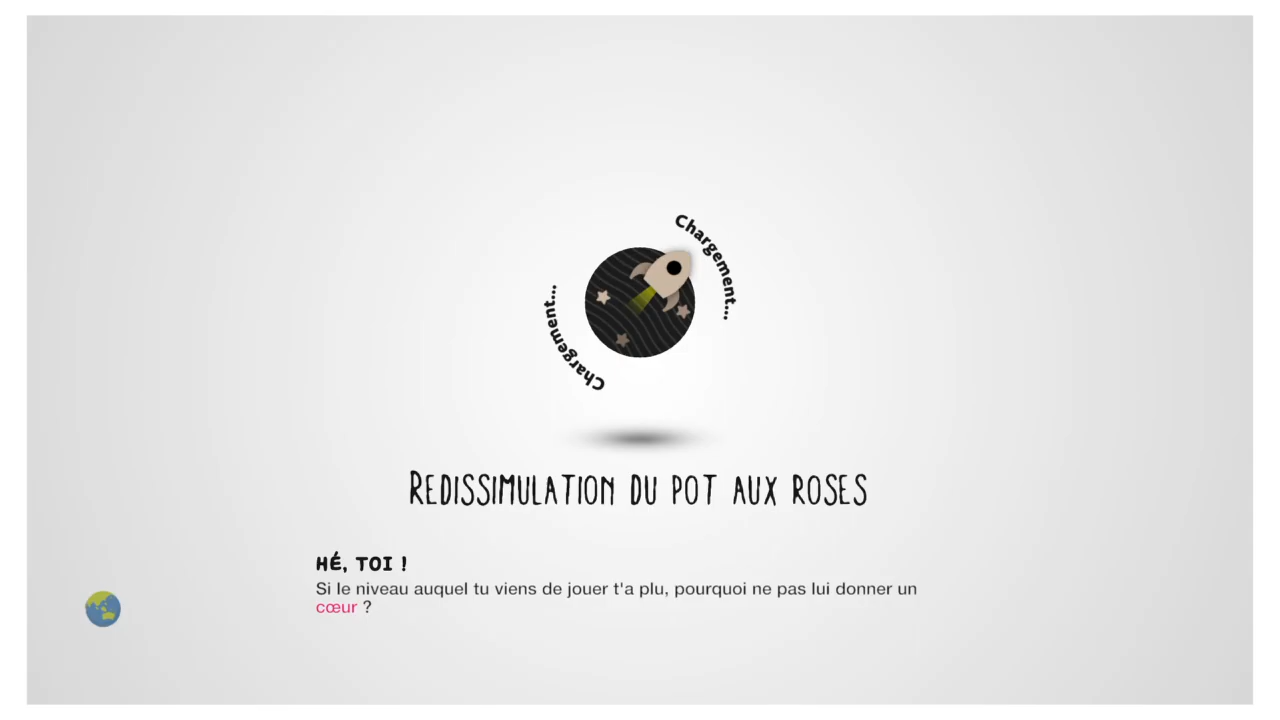 Chargement...
Chargement...
REDISSIMULATION DU POT AUX ROSES
HÉ, TOI !
Si le niveau auquel tu viens de jouer t'a plu, pourquoi ne pas lui donner un
cœur ?